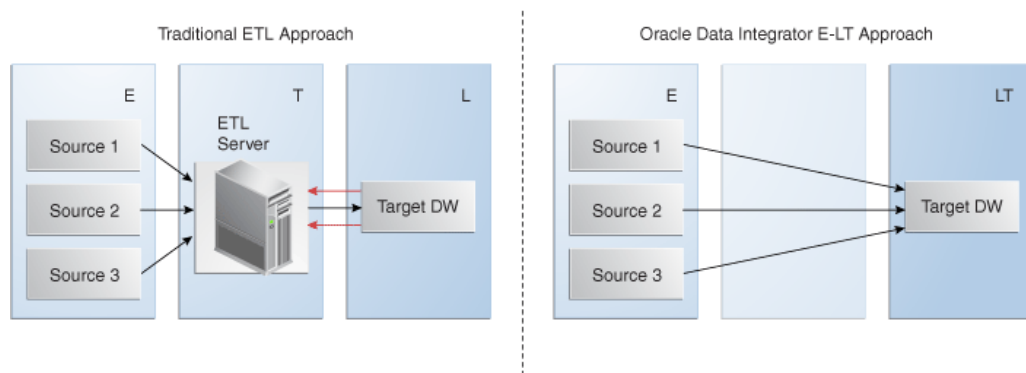 Traditional ETL Approach
E
T
L
ETL
Server
Source 1
Source 2
Source 3
Target DW
Oracle Data Integrator E-LT Approach
E
LT
Source 1
Source 2
Source 3
Target DW